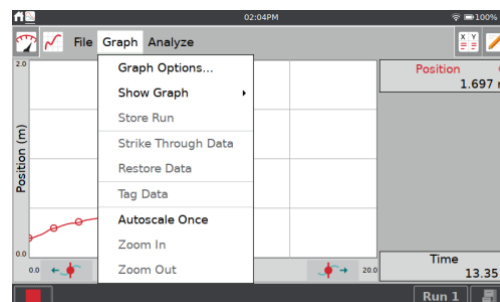 02:04PM 100%
File Graph Analyze
X Y
Graph Options...
Show Graph
Store Run
Strike Through Data
Restore Data
Tag Data
Autoscale Once
Zoom In
Zoom Out
2.0
Position (m)
0.0
0.0
20.0
Position
1.697
Time
13.35
Run 1